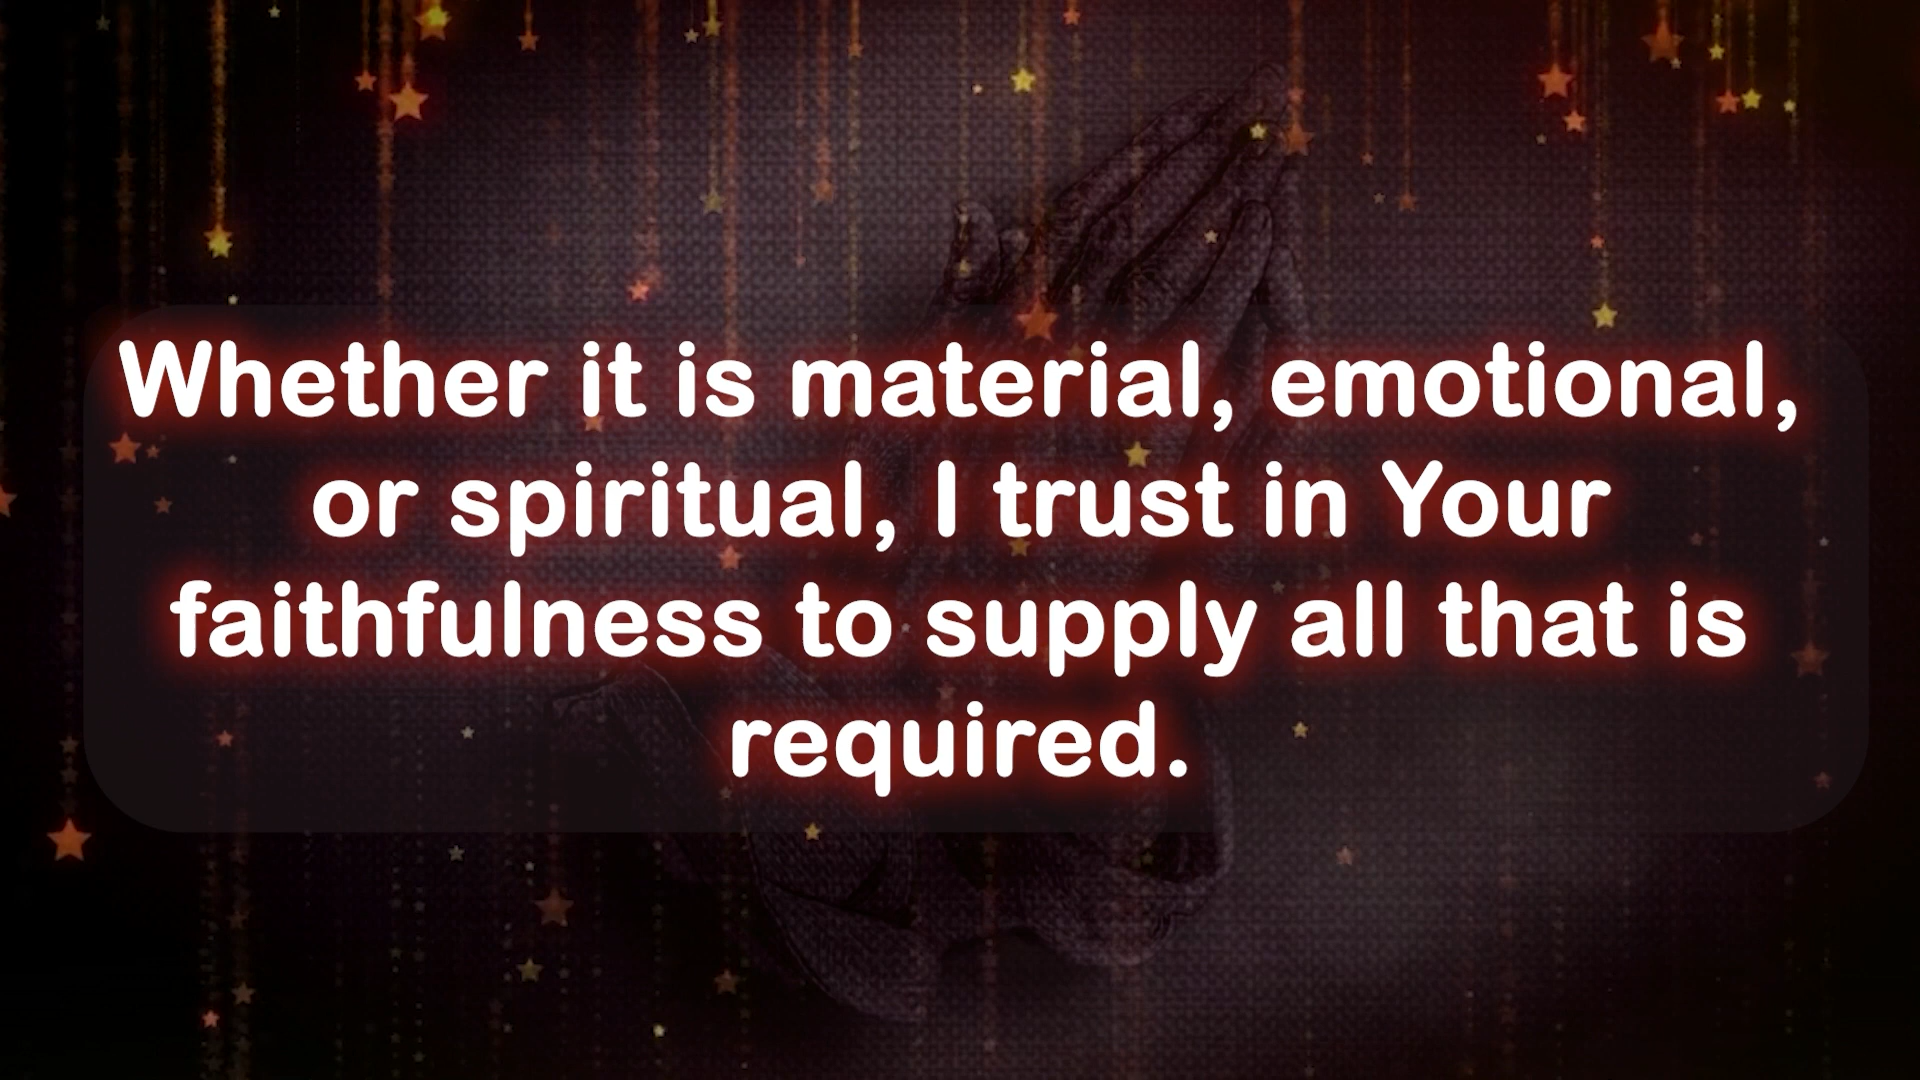 Whether it is material, emotional,
or spiritual, I trust in Your
faithfulness to supply all that is
required.